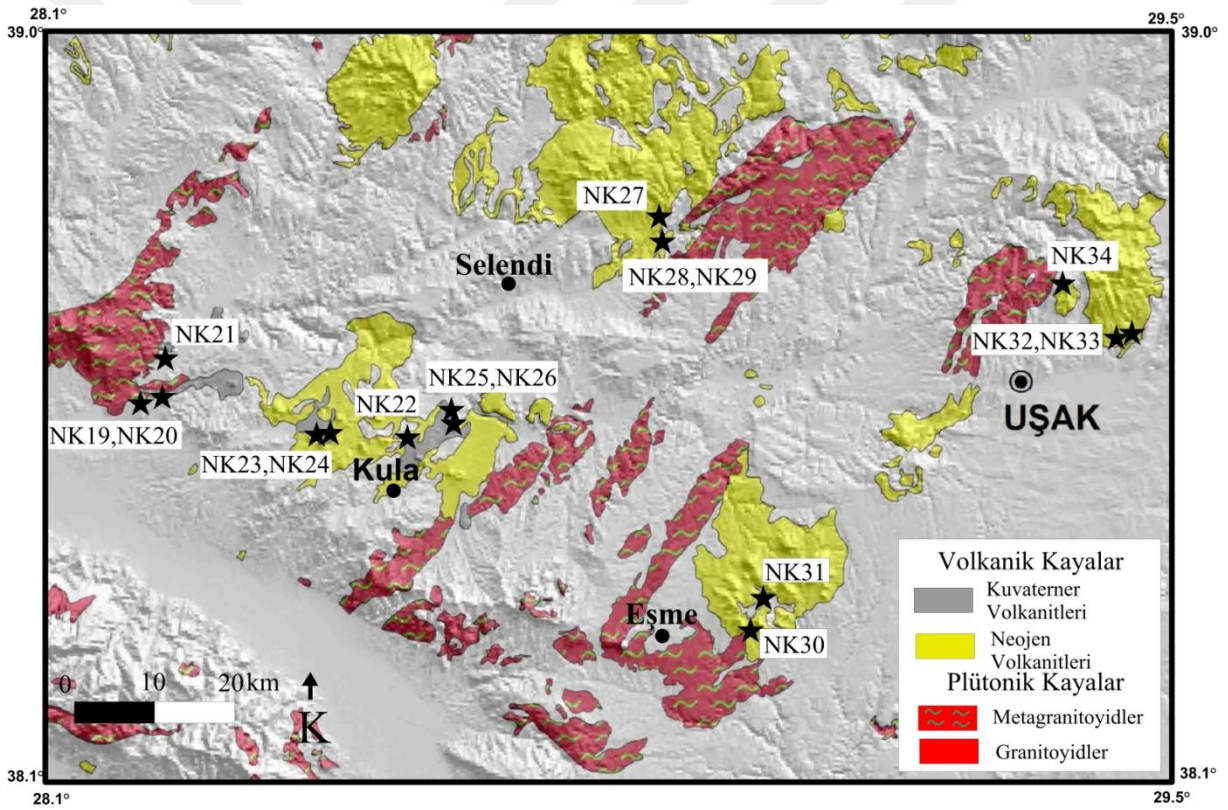 28.1°
29.5°
39.0°
39.0°
NK27
NK28,NK29
Selendi
NK34
NK32,NK33
UŞAK
NK21
NK19,NK20
NK25,NK26
NK22
NK23,NK24
Kula
NK31
Eşme
NK30
0 10 20km
K
Volkanik Kayalar
Kuvaterner
Volkanitleri
Neojen
Volkanitleri
Plütonik Kayalar
Metagranitoyidler
Granitoyidler
38.1°
38.1°
28.1°
29.5°